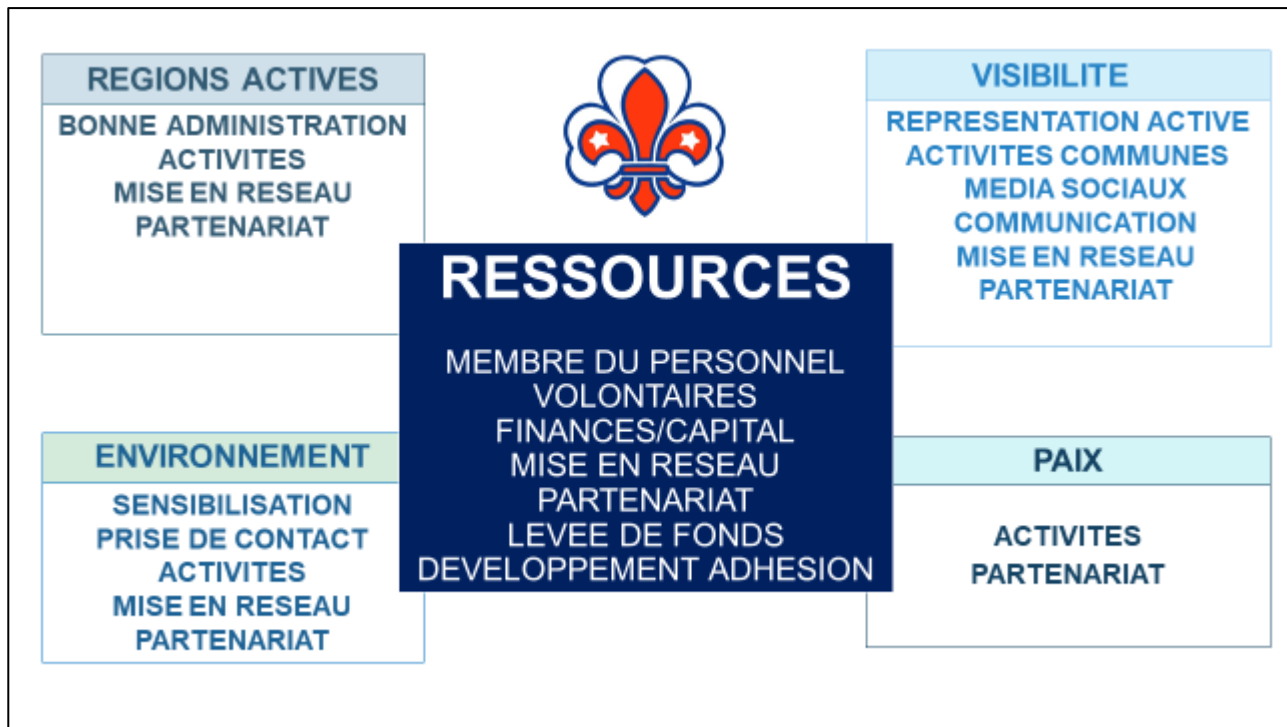 REGIONS ACTIVES
BONNE ADMINISTRATION
ACTIVITES
MISE EN RESEAU
PARTENARIAT
VISIBILITE
REPRESENTATION ACTIVE
ACTIVITES COMMUNES
MEDIA SOCIAUX
COMMUNICATION
MISE EN RESEAU
PARTENARIAT
RESSOURCES
MEMBRE DU PERSONNEL
VOLONTAIRES
FINANCES/CAPITAL
MISE EN RESEAU
PARTENARIAT
LEVEE DE FONDS
DEVELOPPEMENT ADHESION
ENVIRONNEMENT
SENSIBILISATION
PRISE DE CONTACT
ACTIVITES
MISE EN RESEAU
PARTENARIAT
PAIX
ACTIVITES
PARTENARIAT